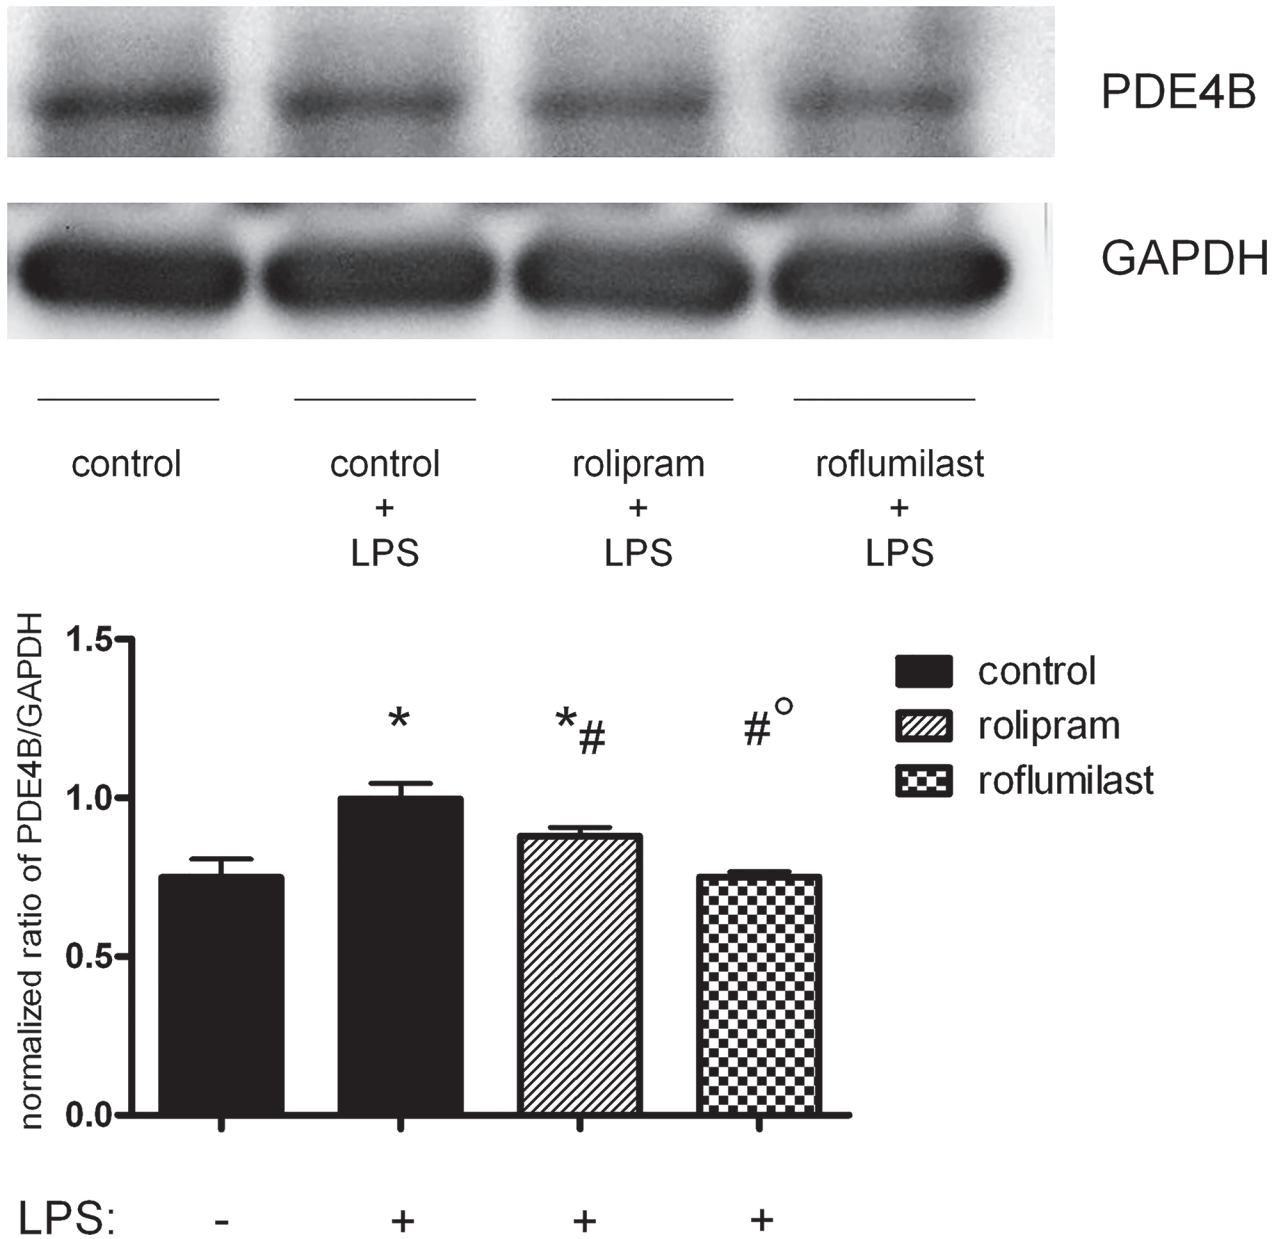 PDE4B
GAPDH
control
control
+
LPS
rolipram
+
LPS
roflumilast
+
LPS
normalized ratio of PDE4B/GAPDH
1.5
1.0
0.5
0.0
*
*#
#°
control
rolipram
roflumilast
LPS: - + + +